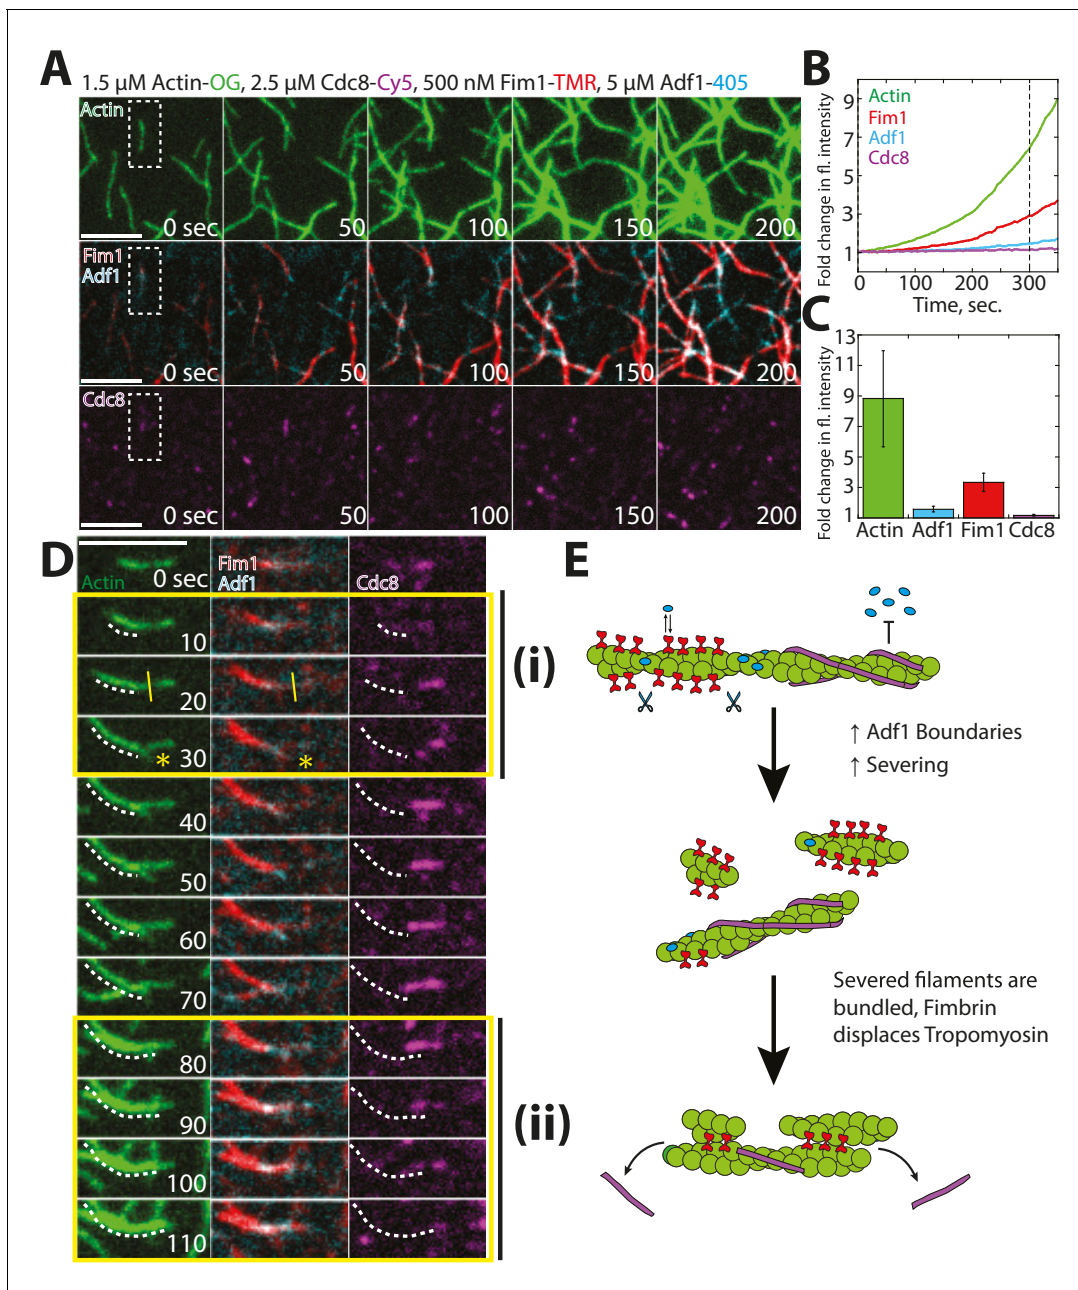 A
1.5 µM Actin-OG, 2.5 µM Cdc8-Cy5, 500 nM Fim1-TMR, 5 µM Adf1-405
Actin
0 sec
50
100
150
200
Fim1
Adf1
0 sec
50
100
150
200
Cdc8
0 sec
50
100
150
200
B
Fold change in fl. intensity
9
7
5
3
1
Actin
Fim1
Adf1
Cdc8
0
100
200
300
Time, sec.
C
Fold change in fl. intensity
13
11
9
7
5
3
1
Actin
Adf1
Fim1
Cdc8
D
Actin
0 sec
Fim1
Adf1
Cdc8
10
20
*
30
*
40
50
60
70
80
90
100
110
E
(i)
↑ Adf1 Boundaries
↑ Severing
Severed filaments are
bundled, Fimbrin
displaces Tropomyosin
(ii)